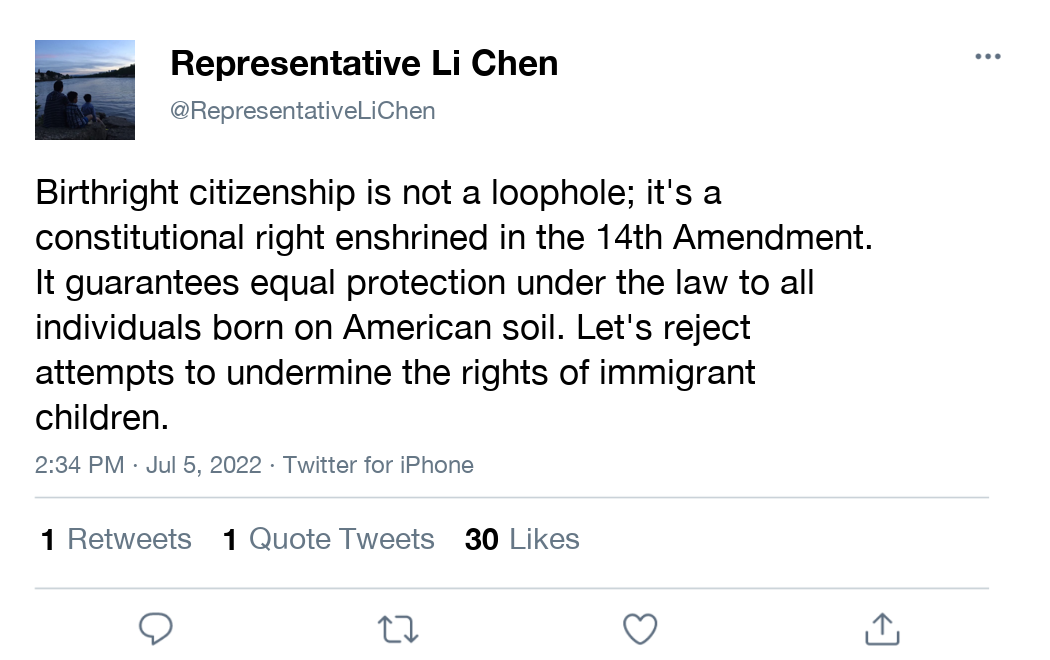 Representative Li Chen
@RepresentativeLiChen
Birthright citizenship is not a loophole; it's a
constitutional right enshrined in the 14th Amendment.
It guarantees equal protection under the law to all
individuals born on American soil. Let's reject
attempts to undermine the rights of immigrant
children.
2:34 PM · Jul 5, 2022 · Twitter for iPhone
1 Retweets 1 Quote Tweets 30 Likes